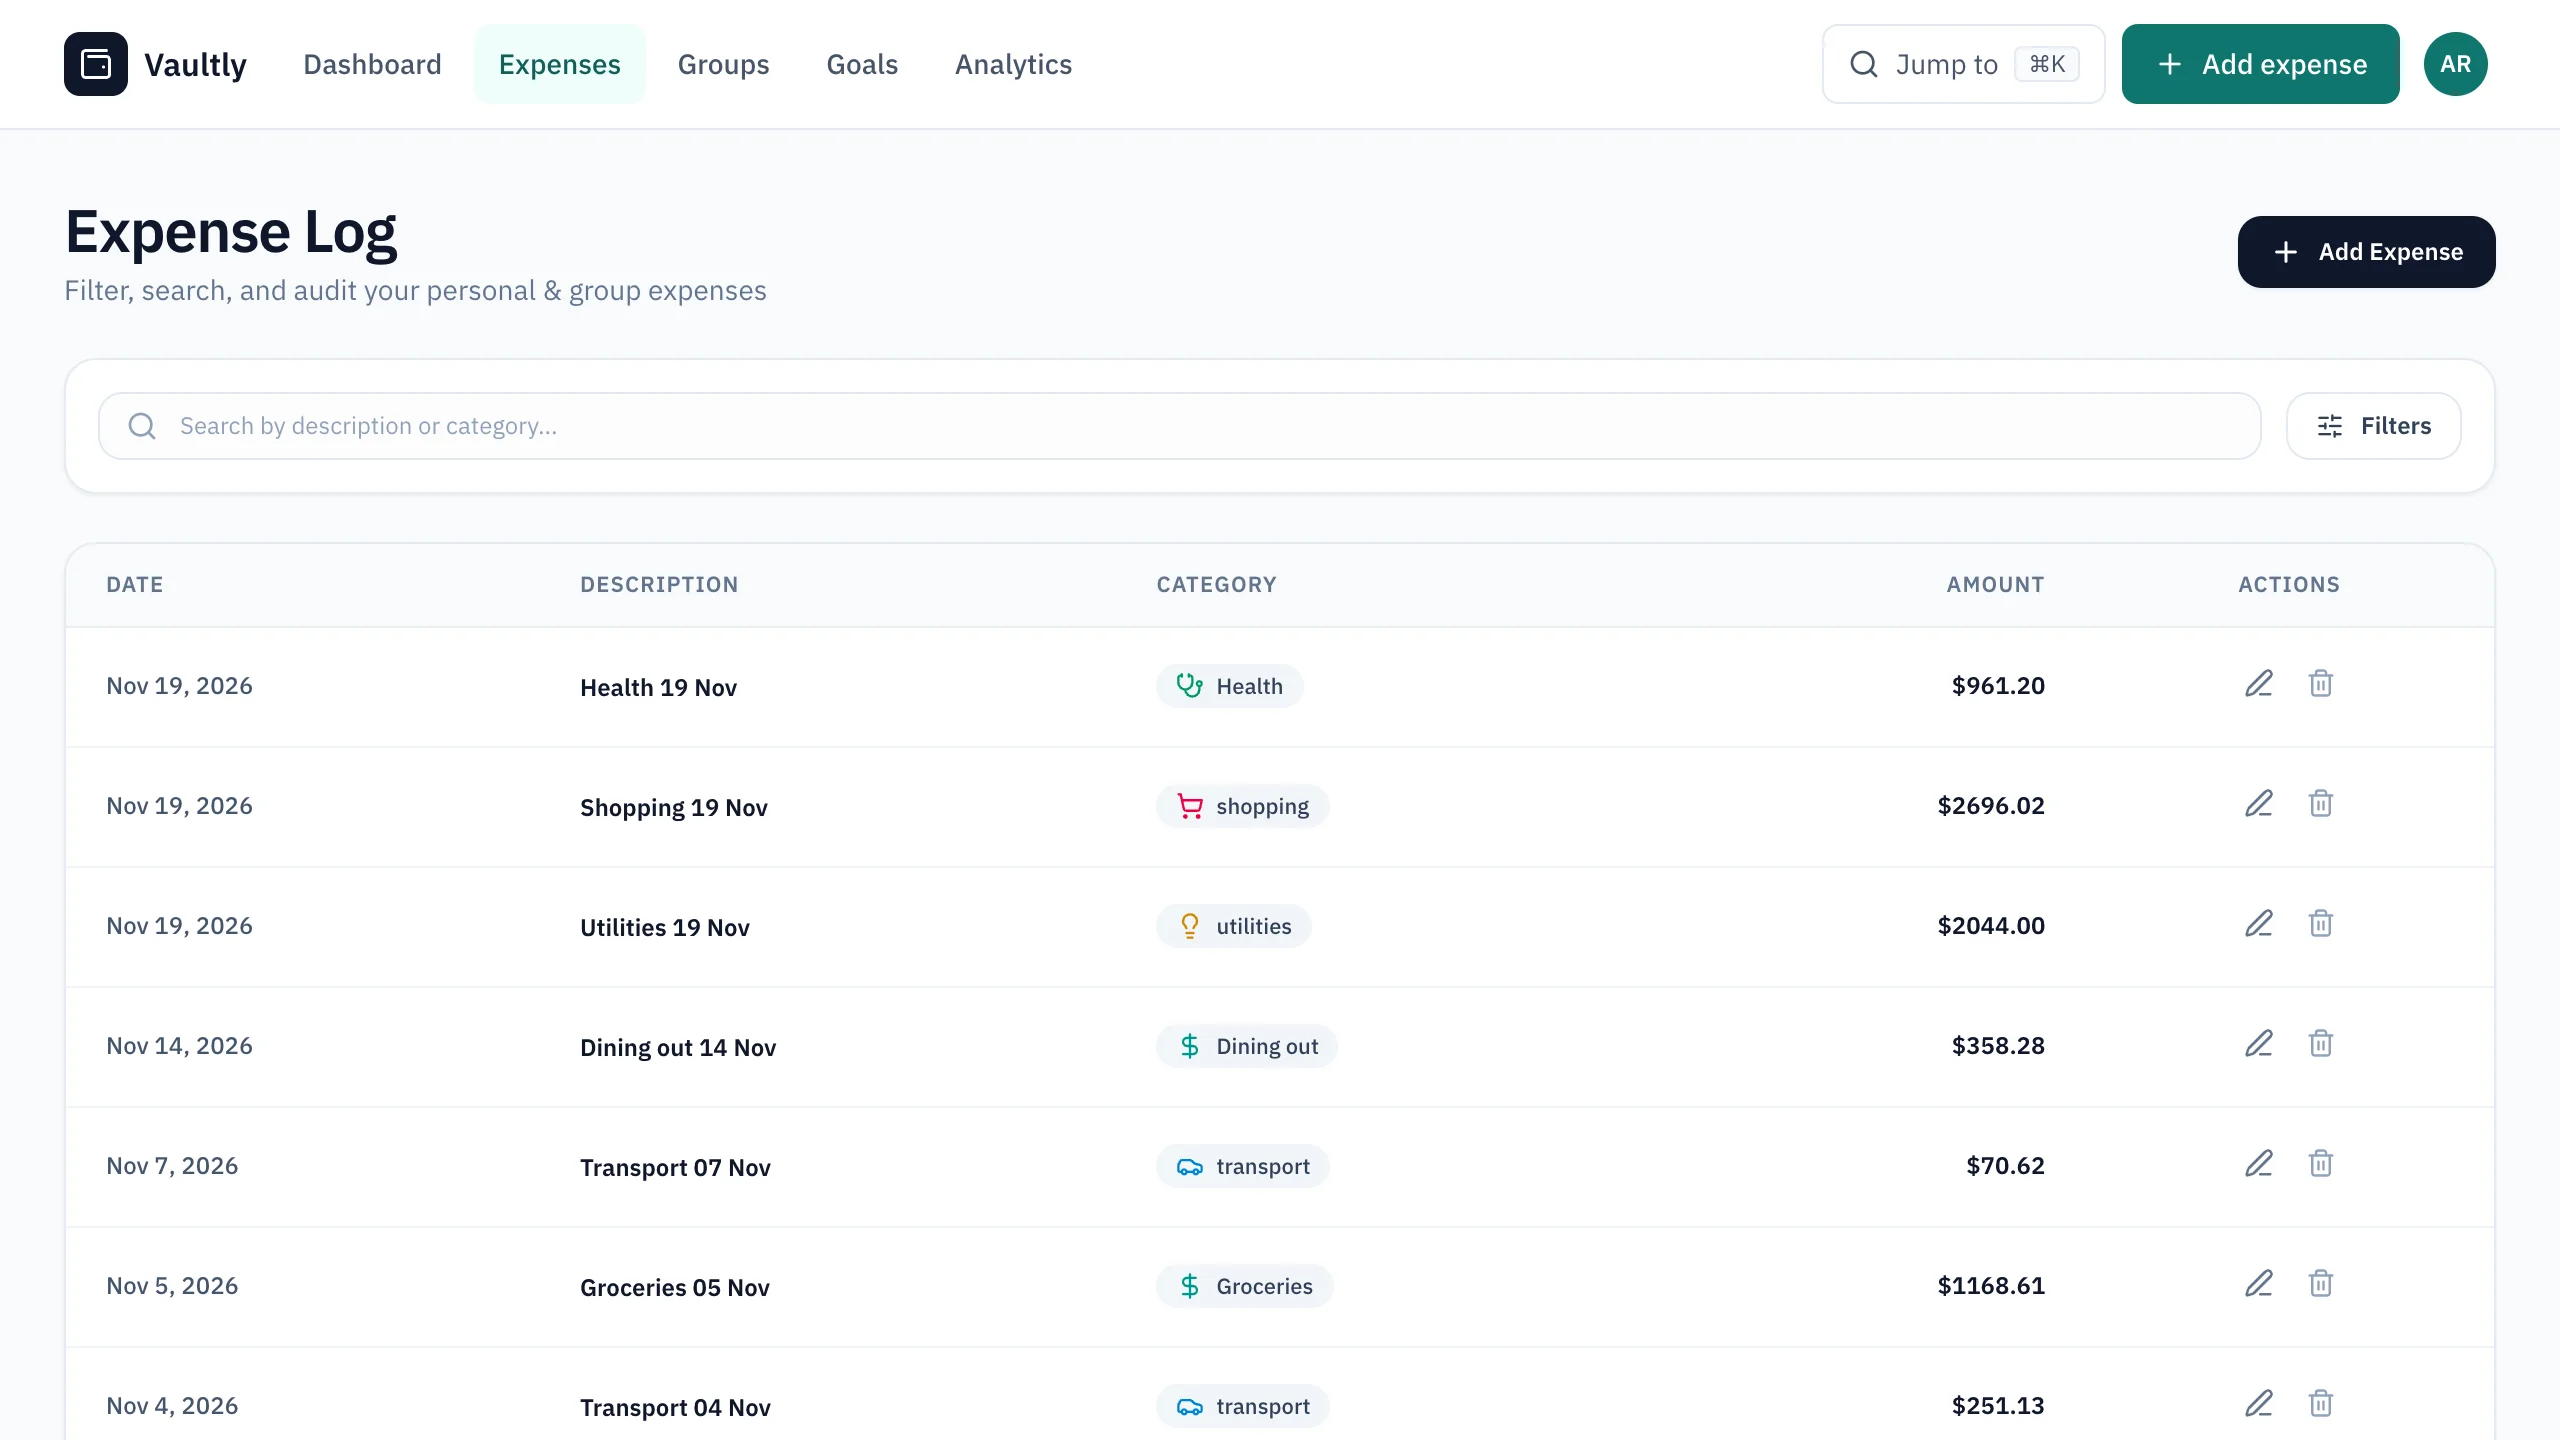 Vaultly Dashboard Expenses Groups Goals Analytics Jump to ⌘K Add expense AR
Expense Log
Filter, search, and audit your personal & group expenses
Add Expense
Search by description or category... Filters
DATE DESCRIPTION CATEGORY AMOUNT ACTIONS
Nov 19, 2026 Health 19 Nov Health $961.20
Nov 19, 2026 Shopping 19 Nov shopping $2696.02
Nov 19, 2026 Utilities 19 Nov utilities $2044.00
Nov 14, 2026 Dining out 14 Nov Dining out $358.28
Nov 7, 2026 Transport 07 Nov transport $70.62
Nov 5, 2026 Groceries 05 Nov Groceries $1168.61
Nov 4, 2026 Transport 04 Nov transport $251.13